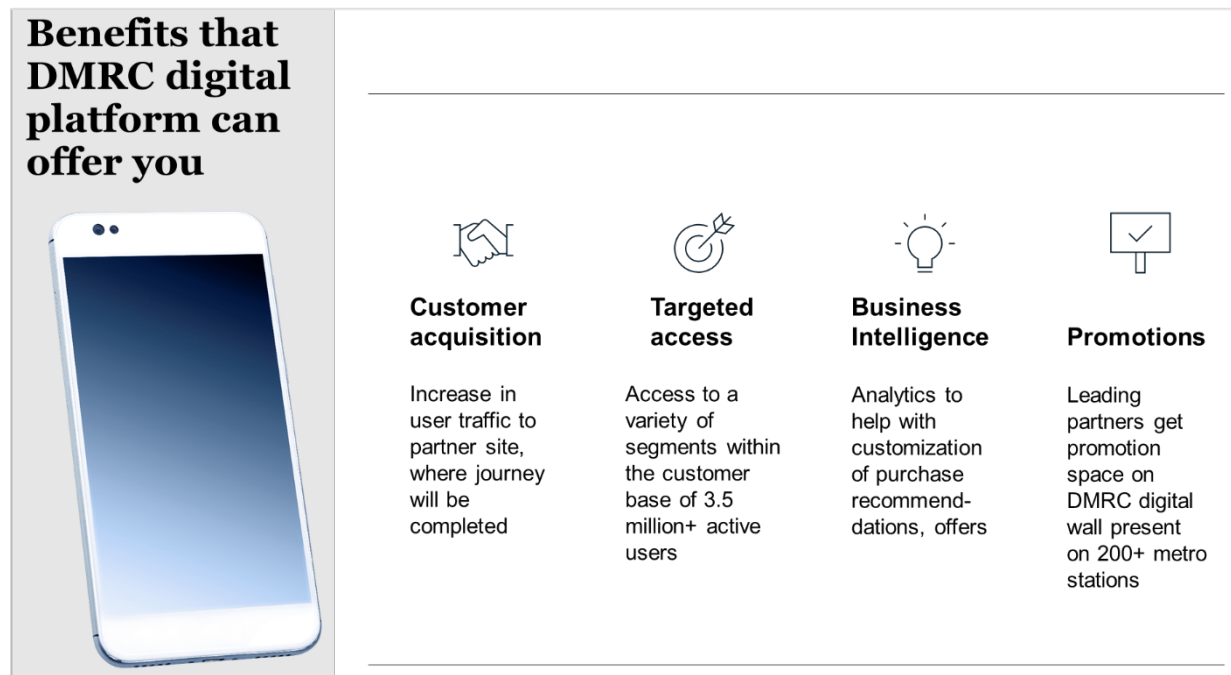 Benefits that
DMRC digital
platform can
offer you
Customer
acquisition
Increase in
user traffic to
partner site,
where journey
will be
completed
Targeted
access
Access to a
variety of
segments within
the customer
base of 3.5
million+ active
users
Business
Intelligence
Analytics to
help with
customization
of purchase
recommend-
dations, offers
Promotions
Leading
partners get
promotion
space on
DMRC digital
wall present
on 200+ metro
stations